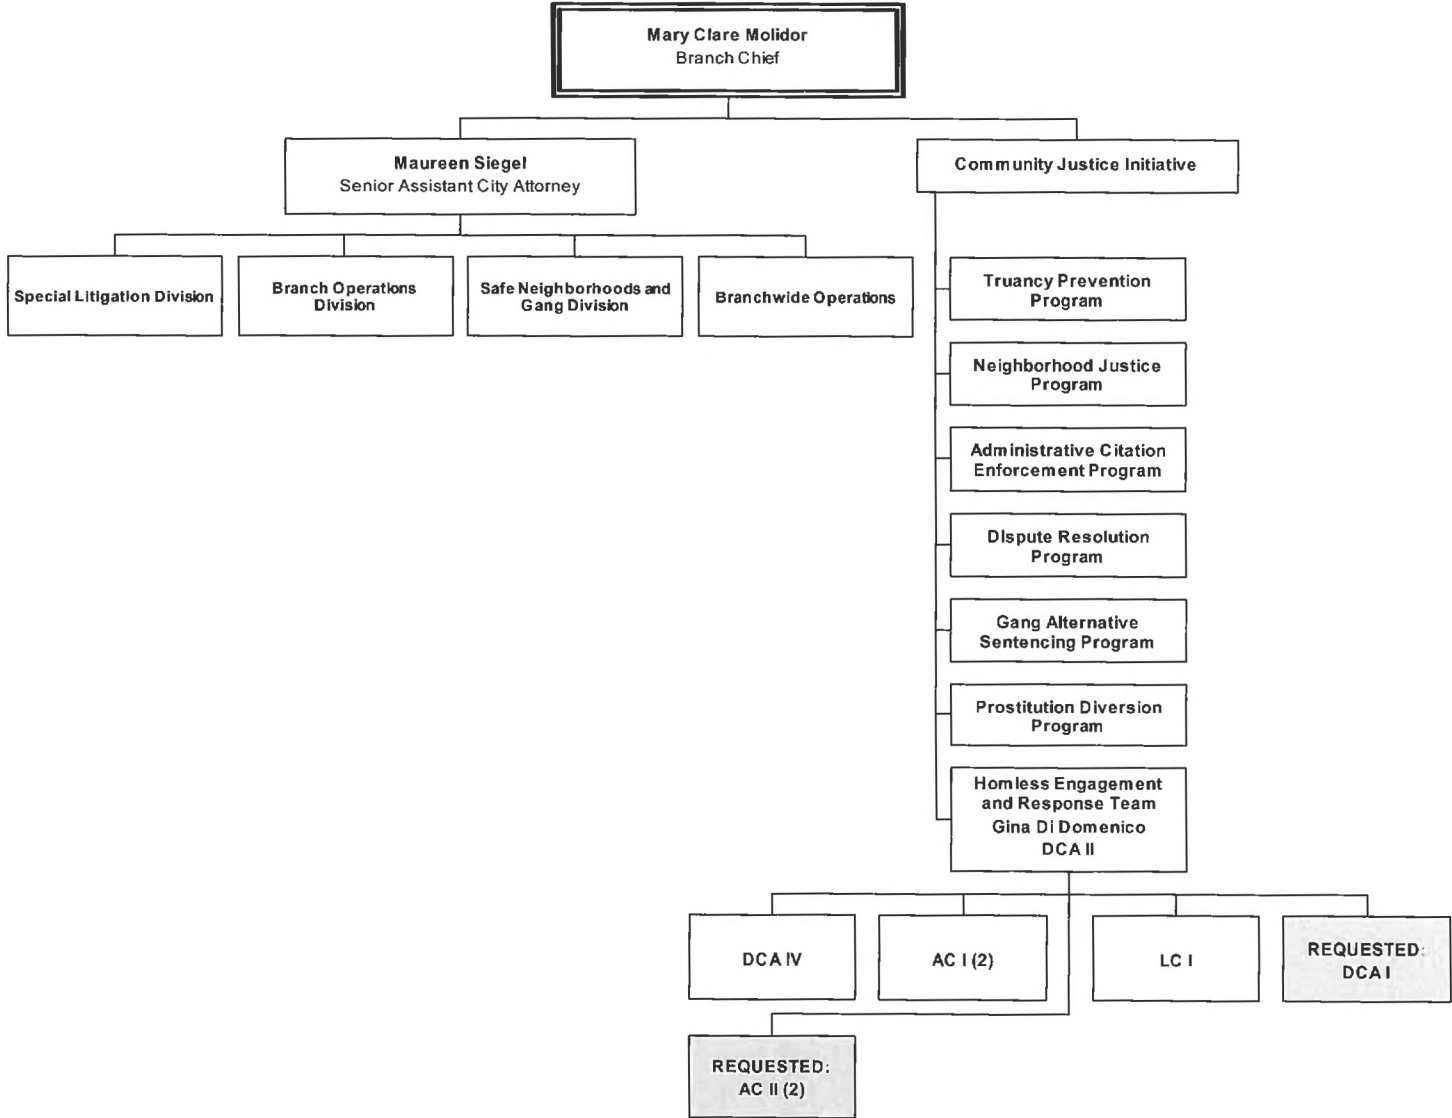 Mary Clare Molidor
Branch Chief
Maureen Siegel
Senior Assistant City Attorney
Community Justice Initiative
Special Litigation Division
Branch Operations
Division
Safe Neighborhoods and
Gang Division
Branchwide Operations
Truancy Prevention
Program
Neighborhood Justice
Program
Administrative Citation
Enforcement Program
Dispute Resolution
Program
Gang Alternative
Sentencing Program
Prostitution Diversion
Program
Homless Engagement
and Response Team
Gina Di Domenico
DCA II
DCA IV
AC I (2)
LC I
REQUESTED:
DCA I
REQUESTED:
AC II (2)